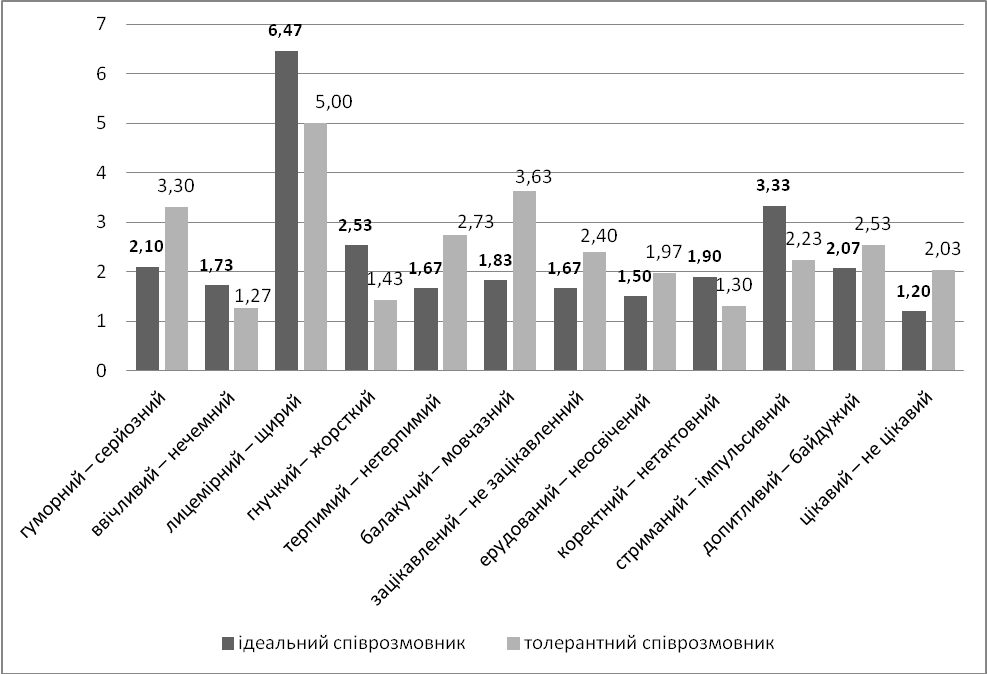 7
6
5
4
3
2
1
0
2,10
3,30
1,73
1,27
6,47
5,00
2,53
1,43
1,67
2,73
1,83
3,63
1,67
2,40
1,50
1,97
1,90
1,30
3,33
2,23
2,07
2,53
1,20
2,03
гуморний – серйозний
ввічливий – нечемний
лицемірний – щирий
гнучкий – жорсткий
терпимий – нетерпимий
балакучий – мовчазний
зацікавлений – не зацікавленний
ерудований – неосвічений
коректний – нетактовний
стриманий – імпульсивний
допитливий – байдужий
цікавий – не цікавий
ідеальний співрозмовник
толерантний співрозмовник